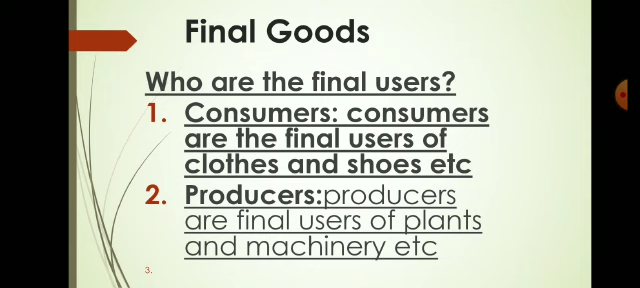 Final Goods
Who are the final users?
1. Consumers: consumers
are the final users of
clothes and shoes etc
2. Producers:producers
are final users of plants
and machinery etc
3.